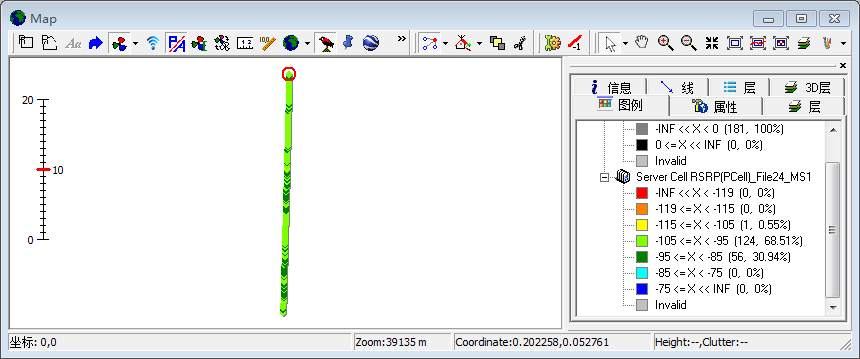 Map
Aa
»
20
10
0
信息
线
层
3D层
图例
属性
层
-INF << X < 0 (181, 100%)
0 <= X << INF (0, 0%)
Invalid
Server Cell RSRP(PCell)_File24_MS1
-INF << X < -119 (0, 0%)
-119 <= X < -115 (0, 0%)
-115 <= X < -105 (1, 0.55%)
-105 <= X < -95 (124, 68.51%)
-95 <= X < -85 (56, 30.94%)
-85 <= X < -75 (0, 0%)
-75 <= X << INF (0, 0%)
Invalid
坐标: 0,0
Zoom:39135 m
Coordinate:0.202258,0.052761
Height:--,Clutter:--